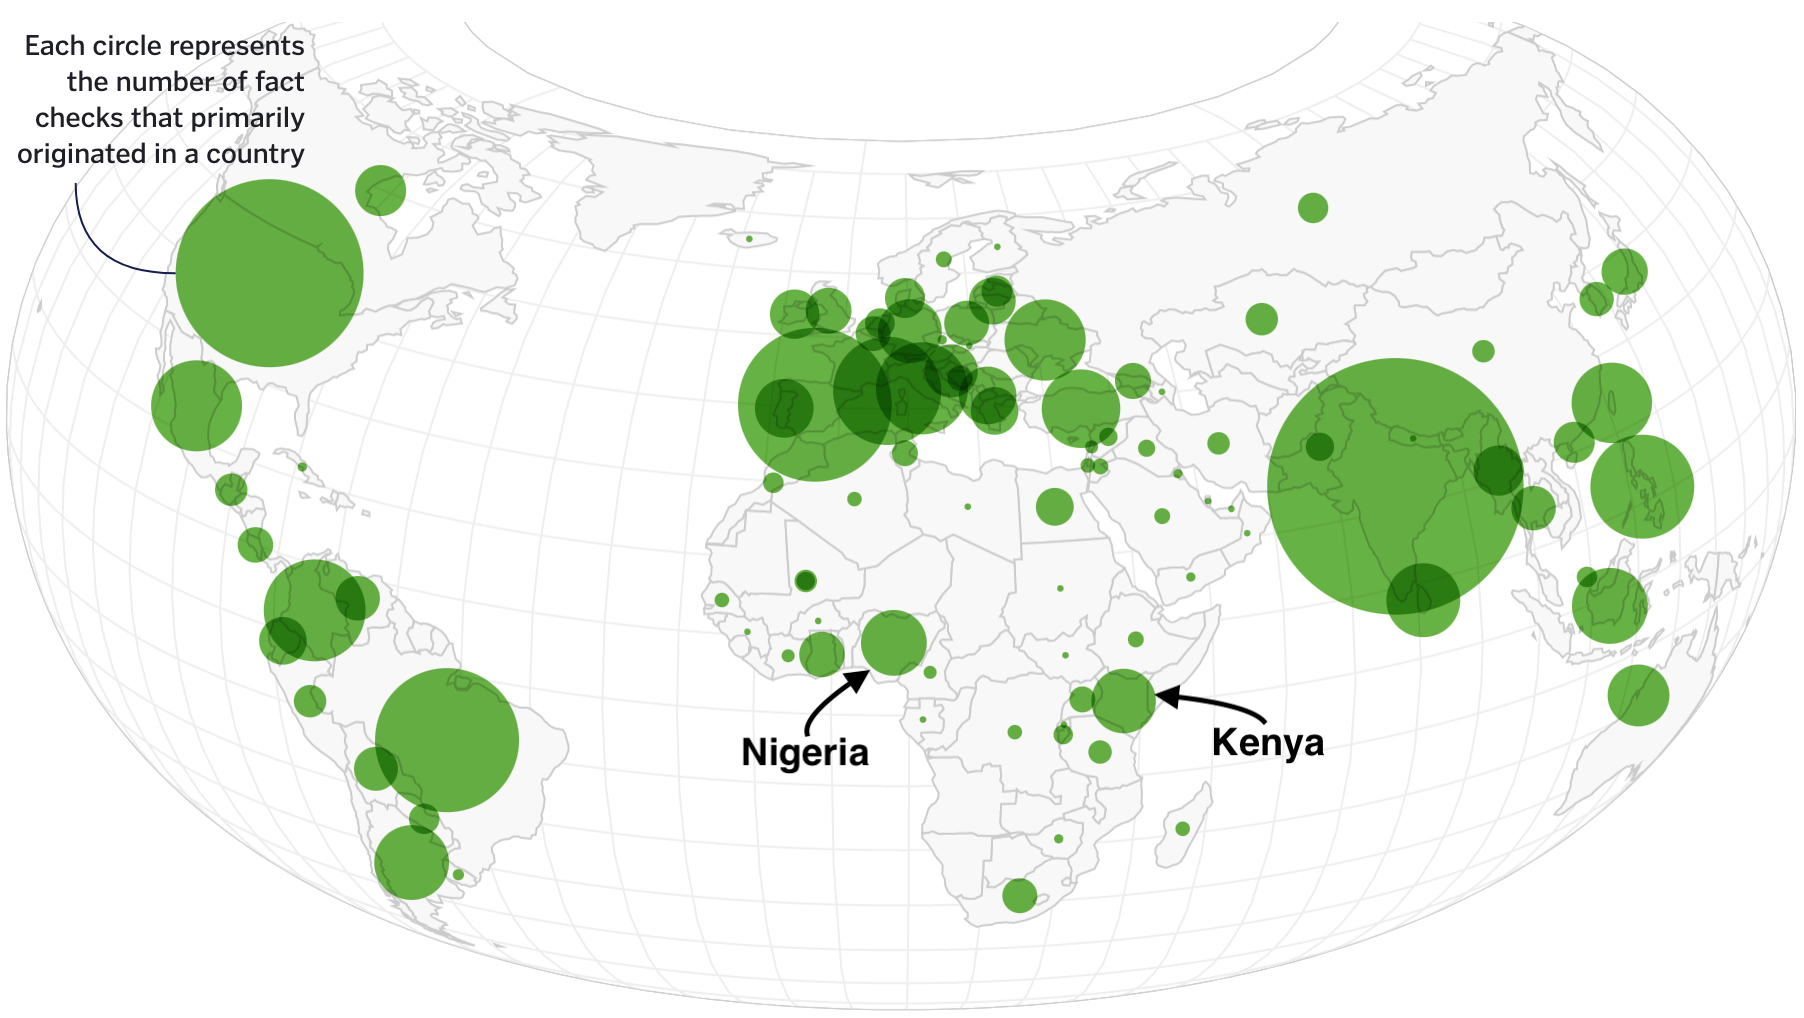 Each circle represents
the number of fact
checks that primarily
originated in a country
Nigeria
Kenya